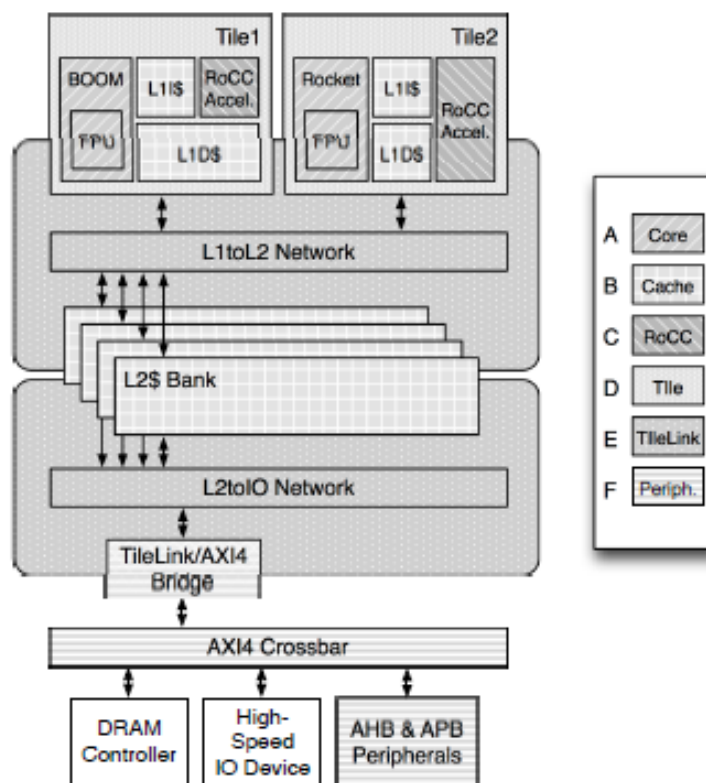 Tile1
BOOM
FPU
L1I$
RoCC
Accel.
L1D$
Tile2
Rocket
FPU
L1I$
L1D$
RoCC
Accel.
L1toL2 Network
L2$ Bank
L2toIO Network
TileLink/AXI4
Bridge
AXI4 Crossbar
DRAM
Controller
High-
Speed
IO Device
AHB & APB
Peripherals
A Core
B Cache
C RoCC
D Tile
E TileLink
F Periph.